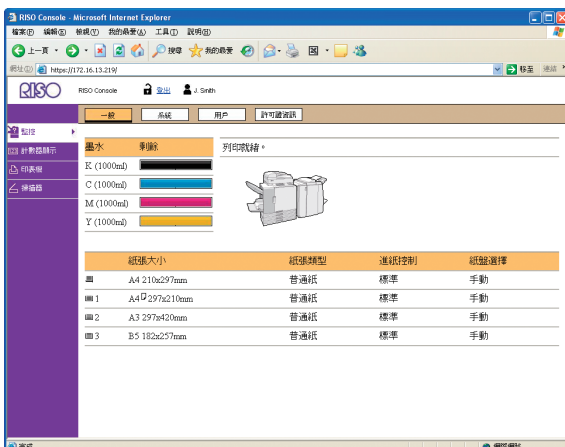 RISO Console - Microsoft Internet Explorer
檔案(F) 編輯(E) 檢視(V) 我的最愛(A) 工具(T) 說明(H)
上一頁 搜尋 我的最愛
網址(D) https://172.16.13.219/ 移至 連結 »
RISO RISO Console 登出 J. Smith
一般 系統 用戶 許可證資訊
監控
計數器顯示
印表機
掃描器
墨水 剩餘 列印就緒。
K (1000ml)
C (1000ml)
M (1000ml)
Y (1000ml)
紙張大小 紙張類型 進紙控制 紙盤選擇
A4 210x297mm 普通紙 標準 手動
1 A4 297x210mm 普通紙 標準 手動
2 A3 297x420mm 普通紙 標準 手動
3 B5 182x257mm 普通紙 標準 手動